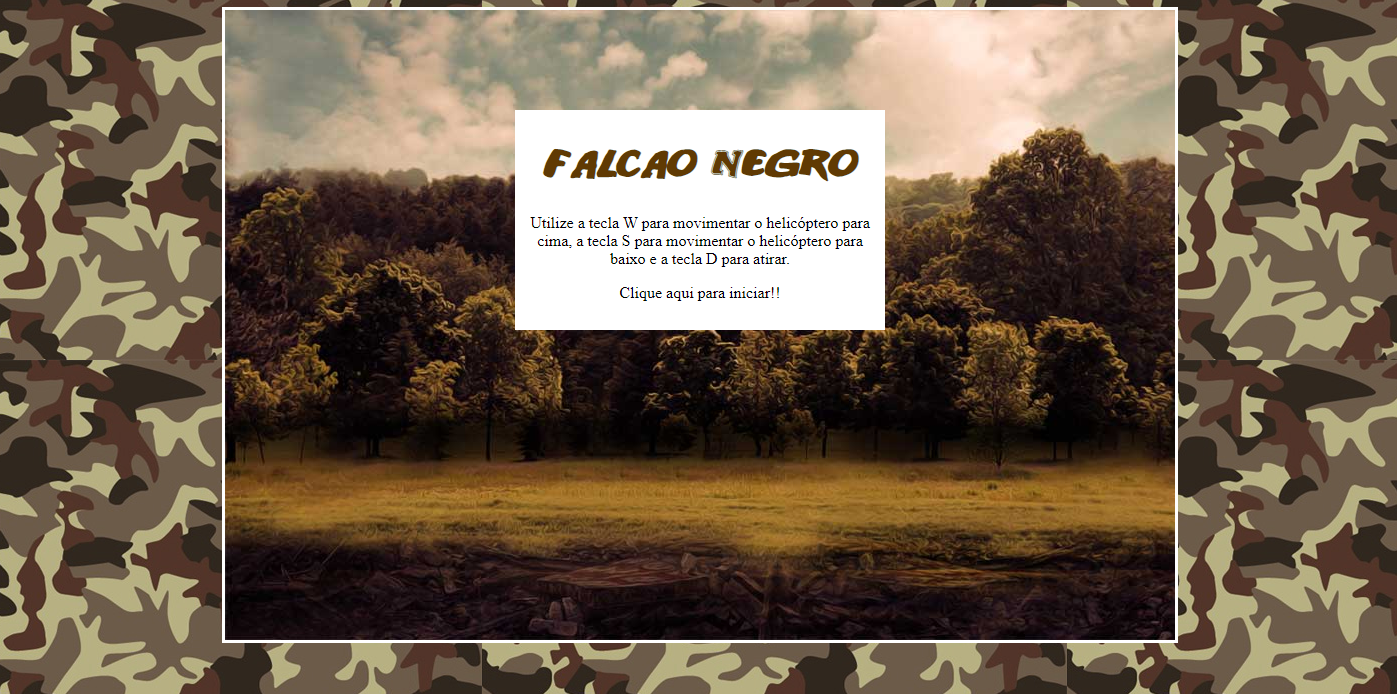 FALCAO NEGRO
Utilize a tecla W para movimentar o helicóptero para
cima, a tecla S para movimentar o helicóptero para
baixo e a tecla D para atirar.
Clique aqui para iniciar!!